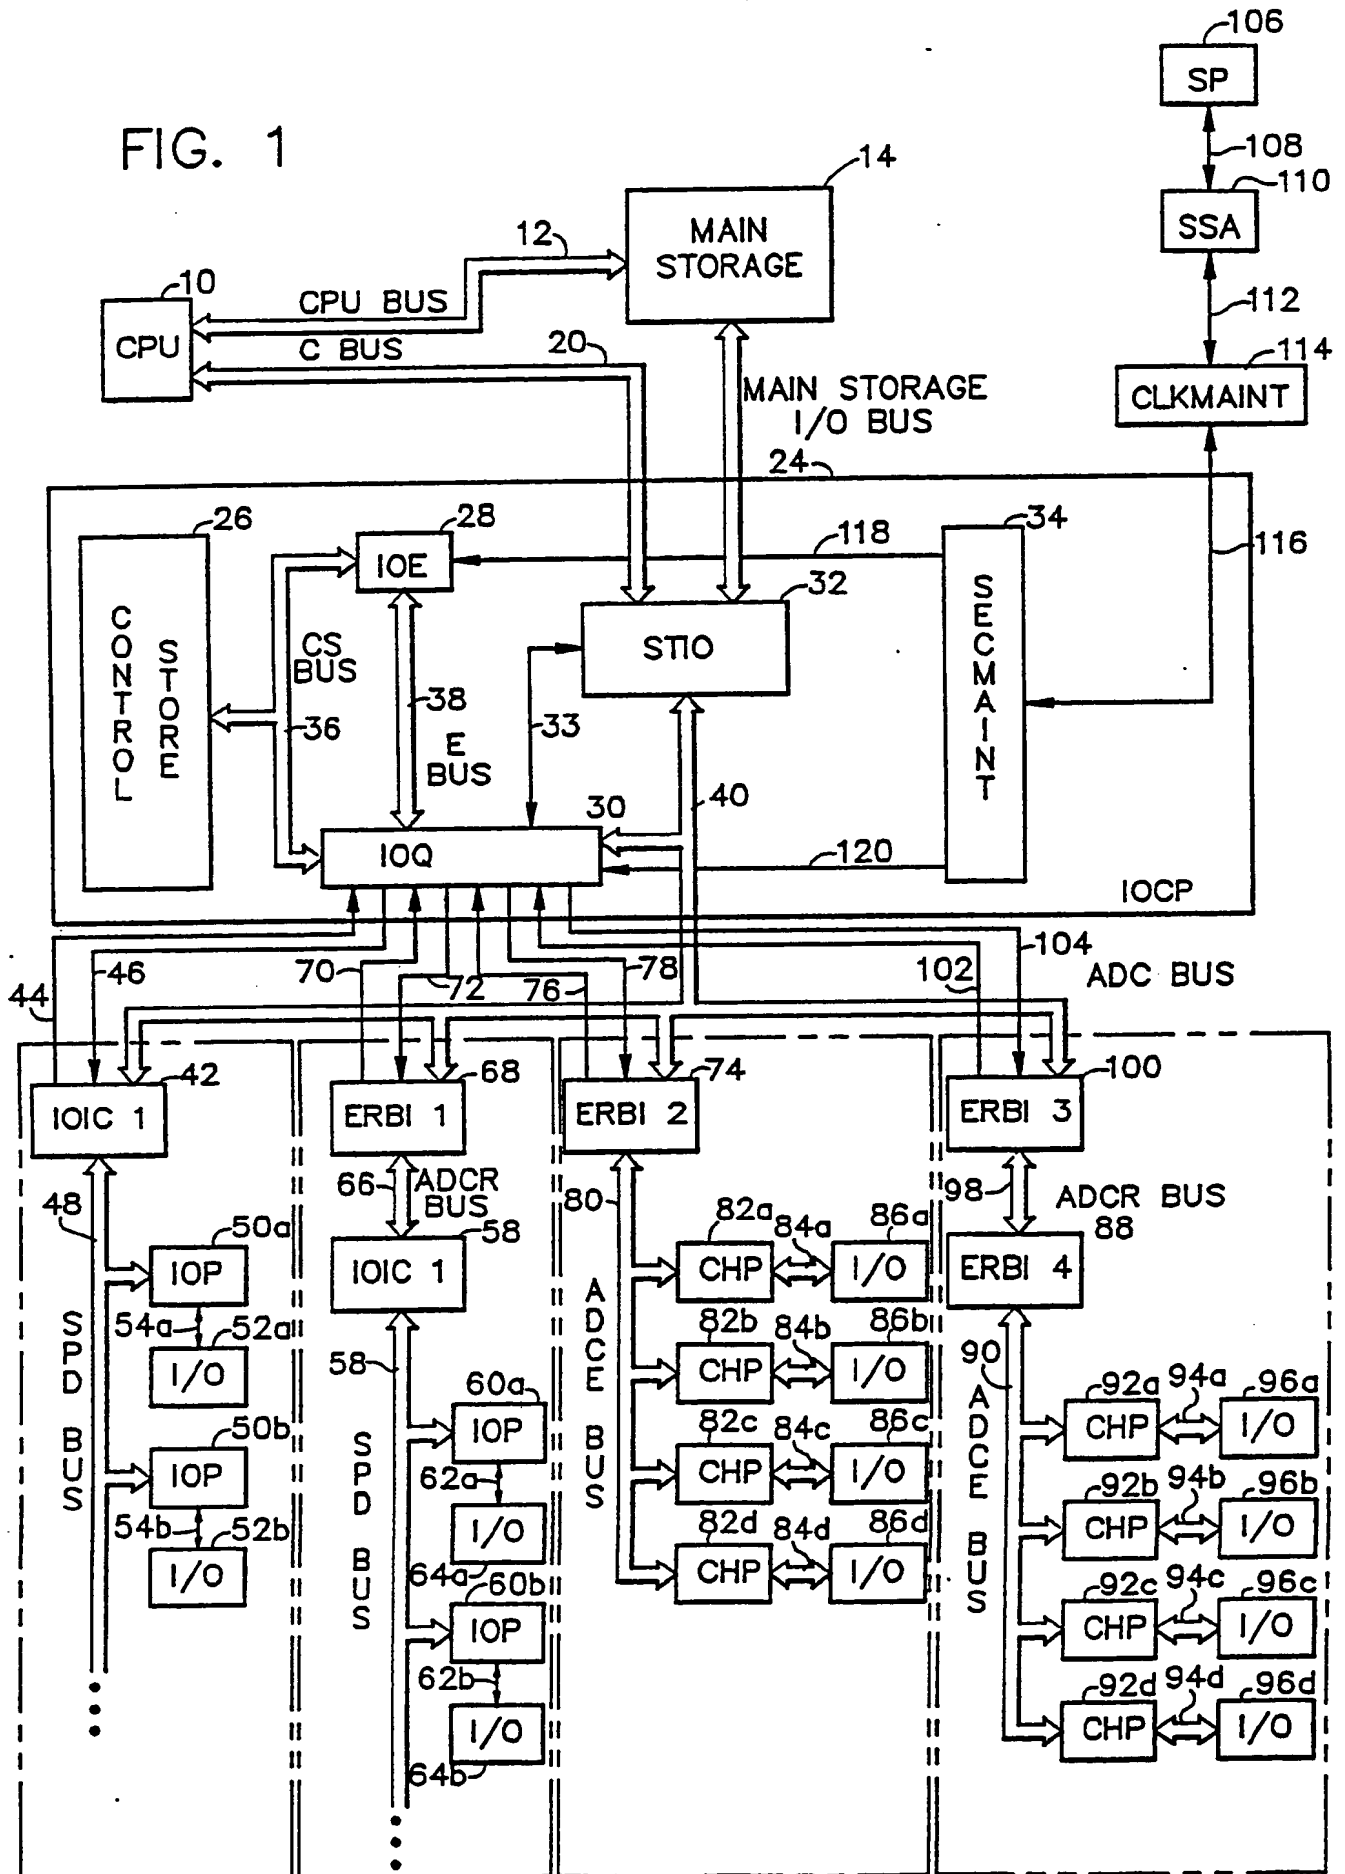 FIG. 1
106
SP
108
110
SSA
112
114
CLKMAINT
116
14
MAIN
STORAGE
12
10
CPU
CPU BUS
C BUS
20
MAIN STORAGE
I/O BUS
24
26
CONTROL
STORE
28
IOE
118
34
SECMAINT
32
STIO
CS
BUS
36
38
E
BUS
33
30
IOQ
40
120
IOCP
44
46
70
72
76
78
102
104
ADC BUS
42
IOIC 1
68
ERBI 1
74
ERBI 2
100
ERBI 3
48
SPD BUS
50a
IOP
54a
52a
I/O
50b
IOP
54b
52b
I/O
66
ADCR
BUS
58
IOIC 1
58
SPD BUS
60a
IOP
62a
I/O
64a
60b
IOP
62b
I/O
64b
80
ADCE BUS
82a
CHP
84a
86a
I/O
82b
CHP
84b
86b
I/O
82c
CHP
84c
86c
I/O
82d
CHP
84d
86d
I/O
98
ADCR BUS
88
ERBI 4
90
ADCE BUS
92a
CHP
94a
96a
I/O
92b
CHP
94b
96b
I/O
92c
CHP
94c
96c
I/O
92d
CHP
94d
96d
I/O